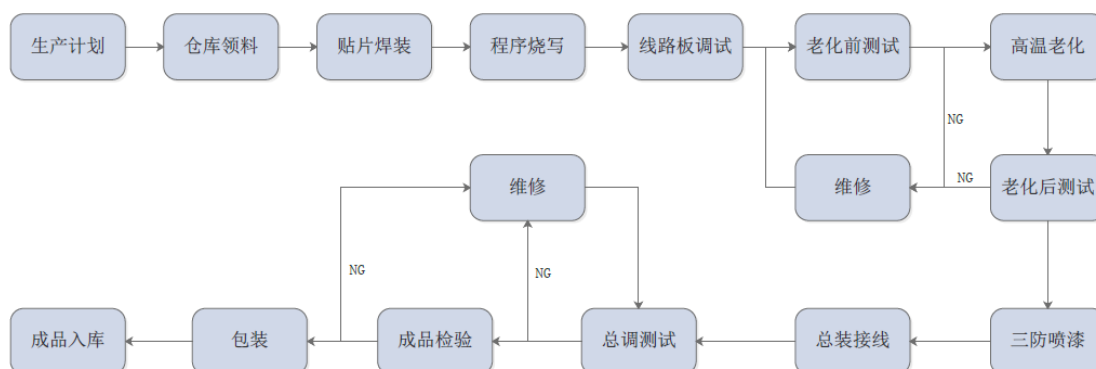 生产计划
仓库领料
贴片焊装
程序烧写
线路板调试
老化前测试
高温老化
NG
NG
维修
维修
老化后测试
NG
NG
成品入库
包装
成品检验
总调测试
总装接线
三防喷漆